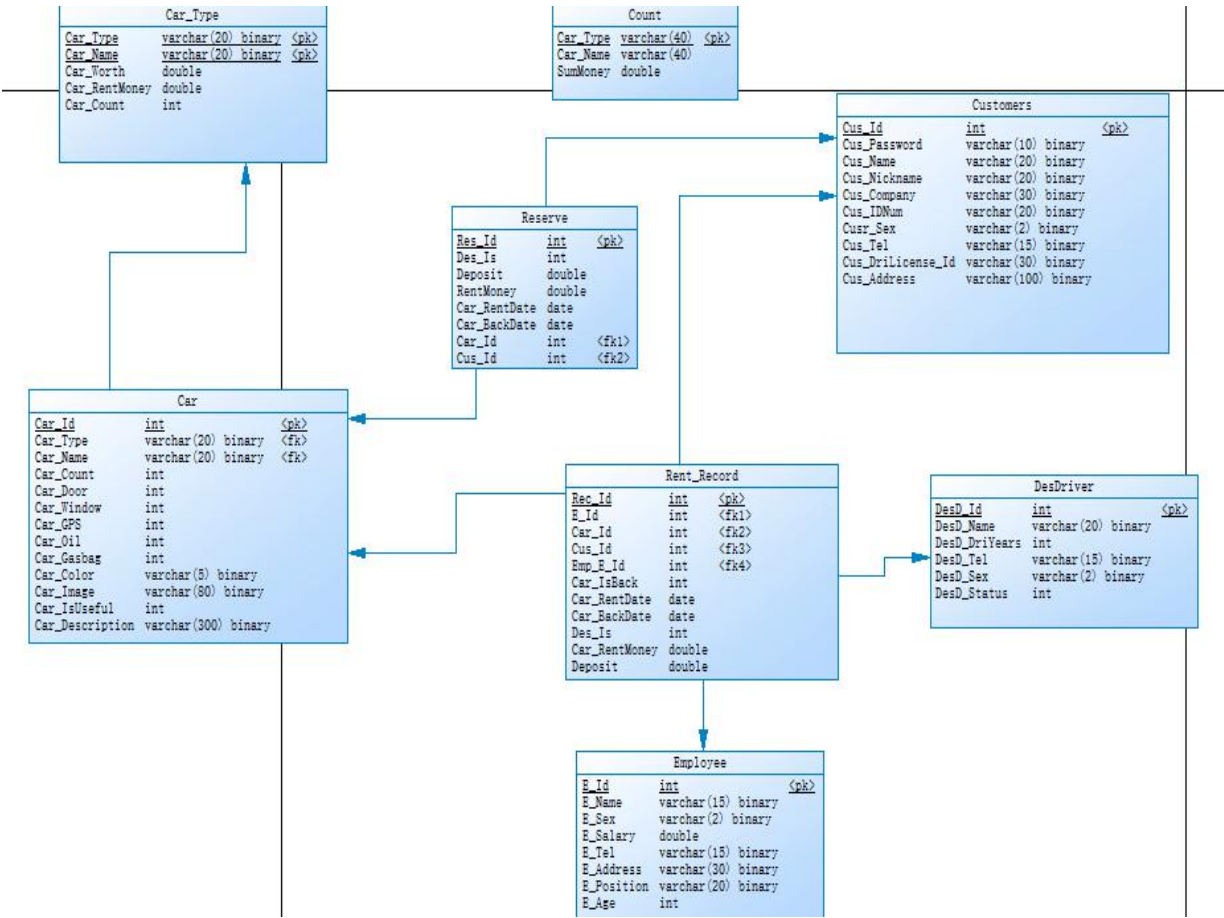 Car_Type
Car_Type varchar(20) binary <pk>
Car_Name varchar(20) binary <pk>
Car_Worth double
Car_RentMoney double
Car_Count int
Count
Car_Type varchar(40) <pk>
Car_Name varchar(40)
SumMoney double
Customers
Cus_Id int <pk>
Cus_Password varchar(10) binary
Cus_Name varchar(20) binary
Cus_Nickname varchar(20) binary
Cus_Company varchar(30) binary
Cus_IDNum varchar(20) binary
Cusr_Sex varchar(2) binary
Cus_Tel varchar(15) binary
Cus_DriLicense_Id varchar(30) binary
Cus_Address varchar(100) binary
Reserve
Res_Id int <pk>
Des_Is int
Deposit double
RentMoney double
Car_RentDate date
Car_BackDate date
Car_Id int <fk1>
Cus_Id int <fk2>
Car
Car_Id int <pk>
Car_Type varchar(20) binary <fk>
Car_Name varchar(20) binary <fk>
Car_Count int
Car_Door int
Car_Window int
Car_GPS int
Car_Oil int
Car_Gasbag int
Car_Color varchar(5) binary
Car_Image varchar(80) binary
Car_IsUseful int
Car_Description varchar(300) binary
Rent_Record
Rec_Id int <pk>
E_Id int <fk1>
Car_Id int <fk2>
Cus_Id int <fk3>
Emp_E_Id int <fk4>
Car_IsBack int
Car_RentDate date
Car_BackDate date
Des_Is int
Car_RentMoney double
Deposit double
DesDriver
DesD_Id int <pk>
DesD_Name varchar(20) binary
DesD_DriYears int
DesD_Tel varchar(15) binary
DesD_Sex varchar(2) binary
DesD_Status int
Employee
E_Id int <pk>
E_Name varchar(15) binary
E_Sex varchar(2) binary
E_Salary double
E_Tel varchar(15) binary
E_Address varchar(30) binary
E_Position varchar(20) binary
E_Age int